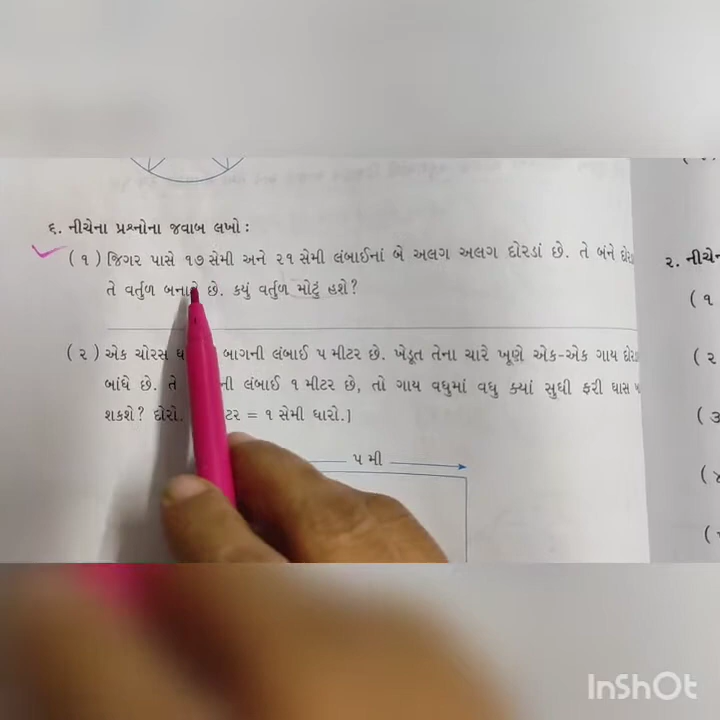 ૬. નીચેના પ્રશ્નોના જવાબ લખો :
(૧) જિગર પાસે ૧૭ સેમી અને ૨૧ સેમી લંબાઈનાં બે અલગ અલગ દોરડાં છે. તે બંને
તે વર્તુળ છે. કયું વર્તુળ મોટું હશે?
(૨) એક ચોરસ બાગની લંબાઈ ૫ મીટર છે. ખેડૂત તેના ચારે ખૂણે એક-એક ગાય
બાંધે છે. તે ની લંબાઈ ૧ મીટર છે, તો ગાય વધુમાં વધુ ક્યાં સુધી ફરી ઘાસ
શકશે? દોરો. ટર = ૧ સેમી ધારો.]
૫ મી
૨. નીચેન
(૧
(૨
(૩
(૪
InShOt